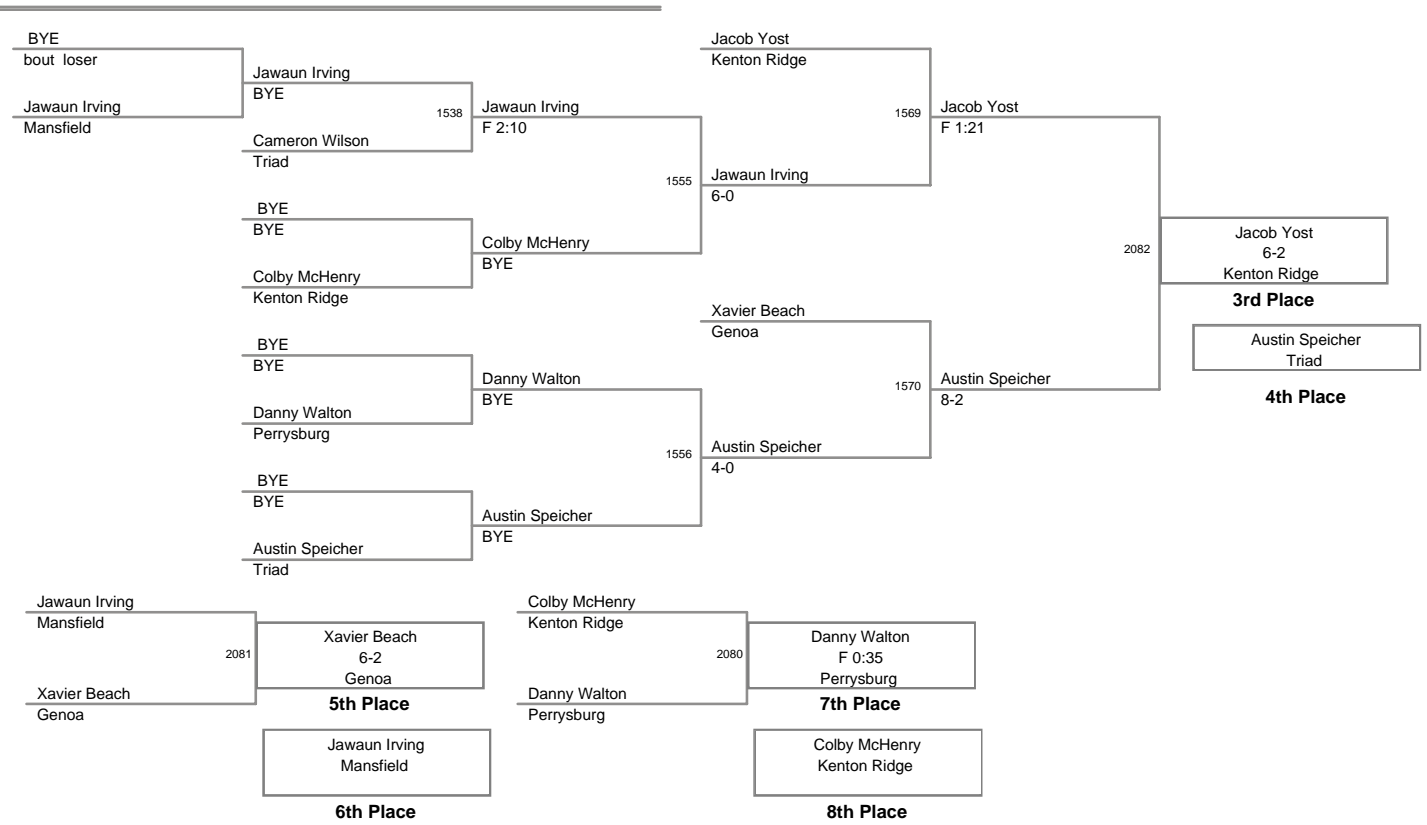 BYE
bout loser
Jawaun Irving
Mansfield
Jawaun Irving
BYE
Cameron Wilson
Triad
1538
BYE
BYE
Colby McHenry
Kenton Ridge
BYE
BYE
Danny Walton
Perrysburg
BYE
BYE
Austin Speicher
Triad
Jawaun Irving
F 2:10
Colby McHenry
BYE
1555
Danny Walton
BYE
Austin Speicher
BYE
1556
Jacob Yost
Kenton Ridge
Jawaun Irving
6-0
1569
Xavier Beach
Genoa
Austin Speicher
4-0
1570
Jacob Yost
F 1:21
Austin Speicher
8-2
2082
Jacob Yost
6-2
Kenton Ridge
3rd Place
Austin Speicher
Triad
4th Place
Jawaun Irving
Mansfield
Xavier Beach
Genoa
2081
Xavier Beach
6-2
Genoa
5th Place
Jawaun Irving
Mansfield
6th Place
Colby McHenry
Kenton Ridge
Danny Walton
Perrysburg
2080
Danny Walton
F 0:35
Perrysburg
7th Place
Colby McHenry
Kenton Ridge
8th Place